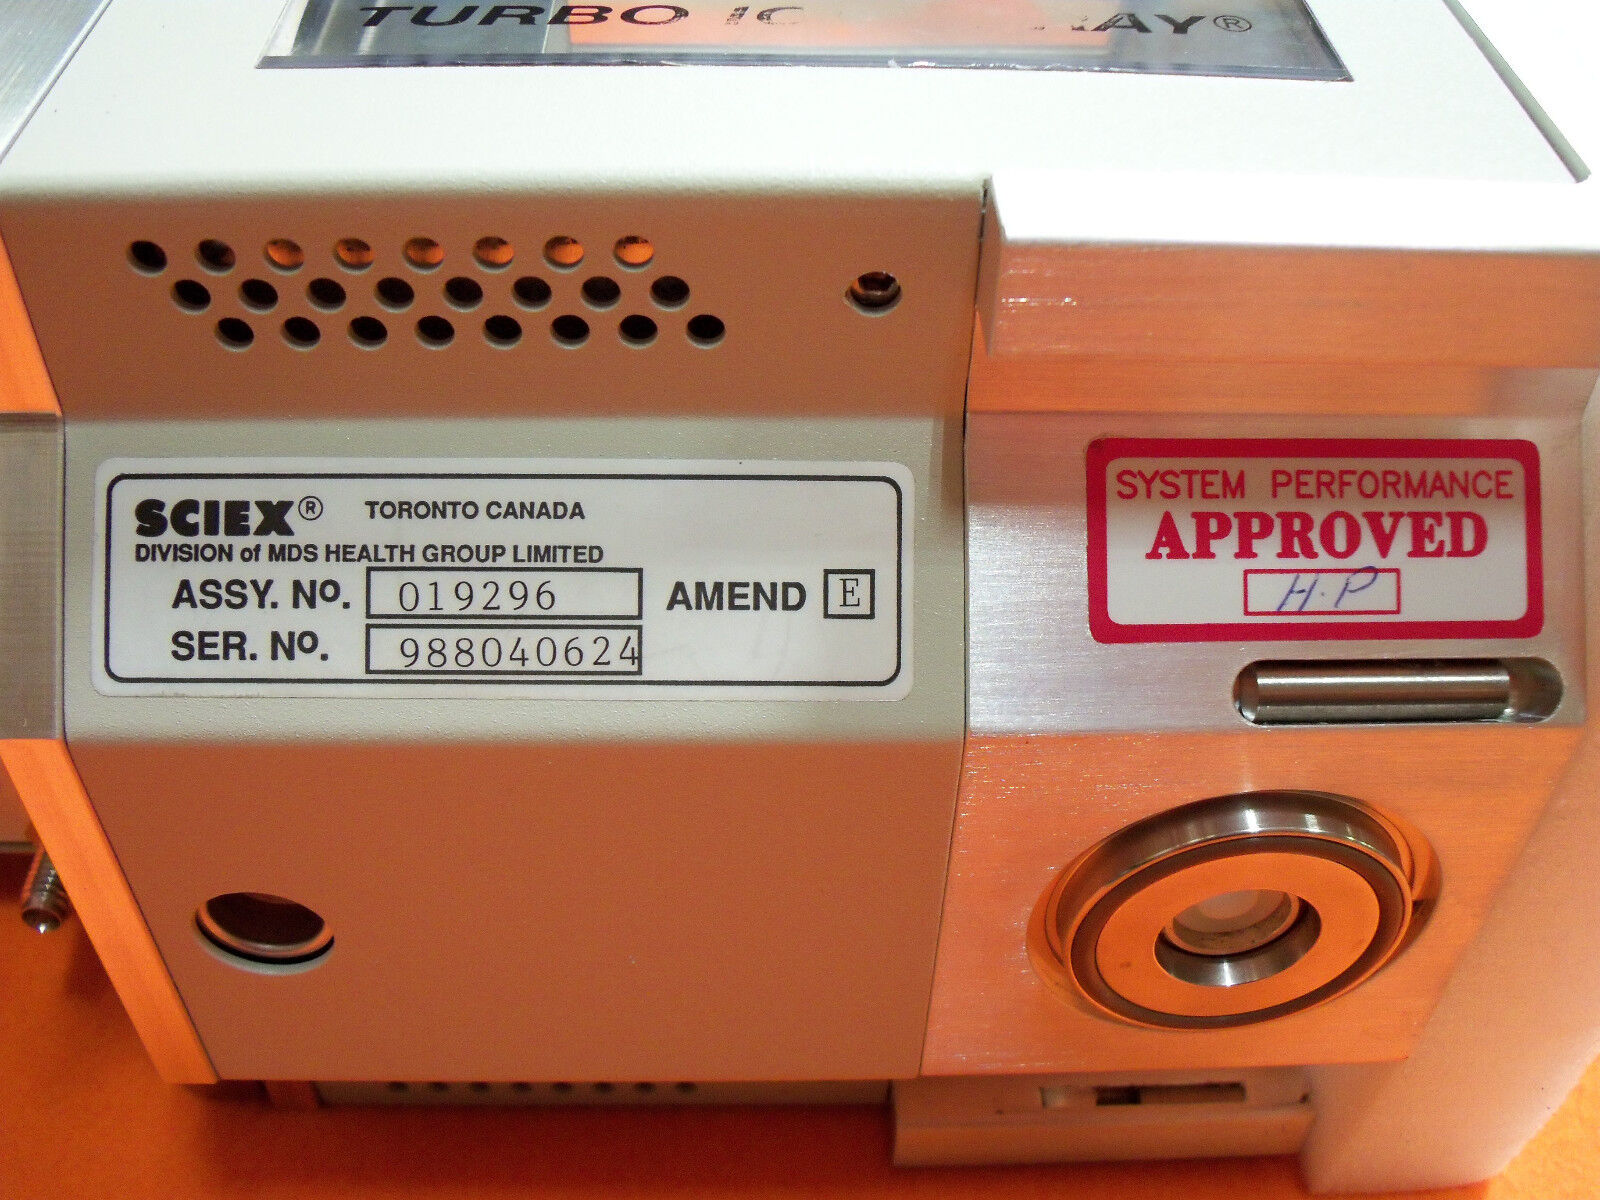 TURBO
SCIEX® TORONTO CANADA
DIVISION of MDS HEALTH GROUP LIMITED
ASSY. No. 019296 AMEND E
SER. No. 988040624
SYSTEM PERFORMANCE
APPROVED
H.P